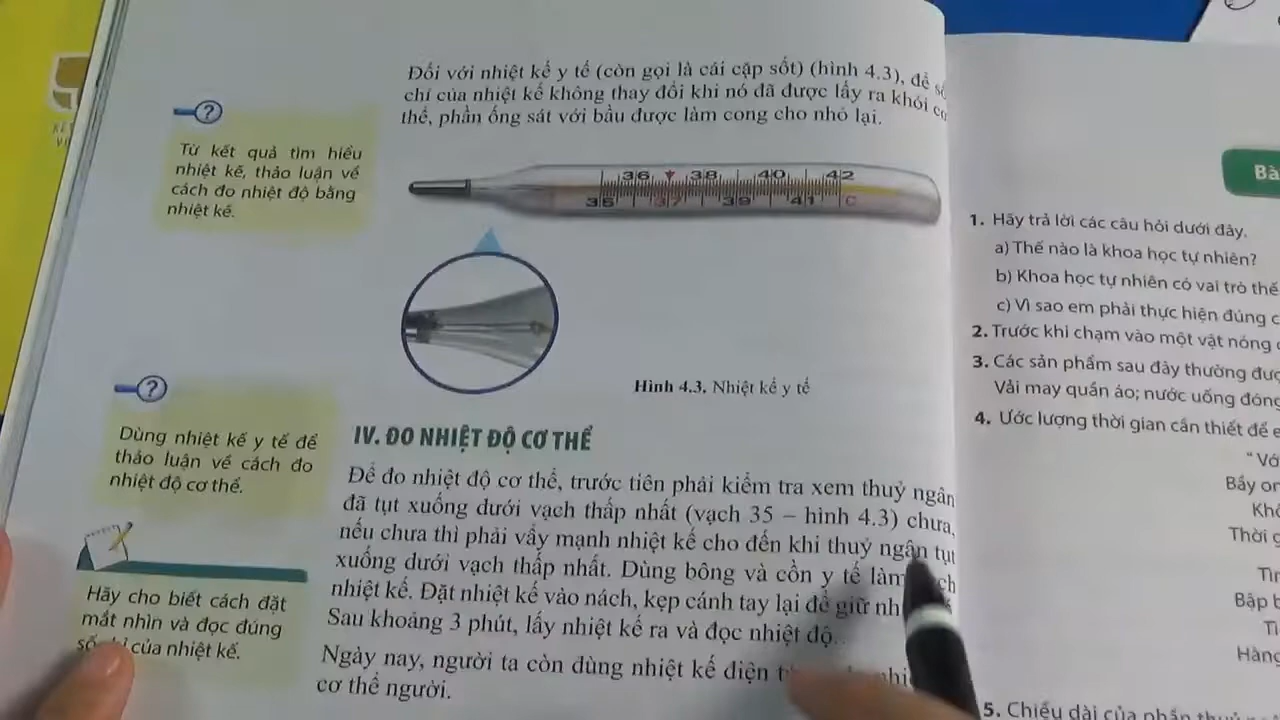 Đối với nhiệt kế y tế (còn gọi là cái cặp sốt) (hình 4.3), để số
chỉ của nhiệt kế không thay đổi khi nó đã được lấy ra khỏi cơ
thể, phần ống sát với bầu được làm cong cho nhỏ lại.
?
Từ kết quả tìm hiểu
nhiệt kế, thảo luận về
cách đo nhiệt độ bằng
nhiệt kế.
36 38 40 42
35 37 39 41 C
Hình 4.3. Nhiệt kế y tế
?
Dùng nhiệt kế y tế để
thảo luận về cách đo
nhiệt độ cơ thể.
IV. ĐO NHIỆT ĐỘ CƠ THỂ
Để đo nhiệt độ cơ thể, trước tiên phải kiểm tra xem thuỷ ngân
đã tụt xuống dưới vạch thấp nhất (vạch 35 – hình 4.3) chưa,
nếu chưa thì phải vẩy mạnh nhiệt kế cho đến khi thuỷ ngân tụt
xuống dưới vạch thấp nhất. Dùng bông và cồn y tế làm
nhiệt kế. Đặt nhiệt kế vào nách, kẹp cánh tay lại để giữ
Sau khoảng 3 phút, lấy nhiệt kế ra và đọc nhiệt độ.
Ngày nay, người ta còn dùng nhiệt kế điện
cơ thể người.
Hãy cho biết cách đặt
mắt nhìn và đọc đúng
của nhiệt kế.
Bà
1. Hãy trả lời các câu hỏi dưới đây.
a) Thế nào là khoa học tự nhiên?
b) Khoa học tự nhiên có vai trò thế
c) Vì sao em phải thực hiện đúng
2. Trước khi chạm vào một vật nóng
3. Các sản phẩm sau đây thường
Vải may quần áo; nước uống đóng
4. Ước lượng thời gian cần thiết để
Thời
5. Chiều dài của